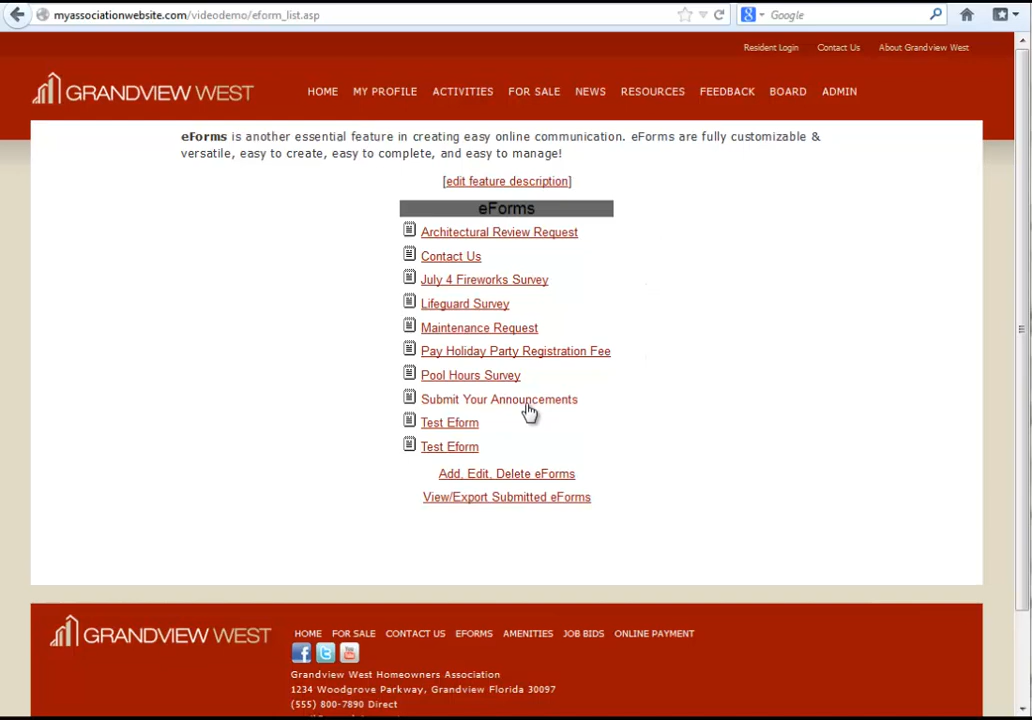 myassociationwebsite.com/videodemo/eform_list.asp
Google
Resident Login Contact Us About Grandview West
GRANDVIEW WEST
HOME MY PROFILE ACTIVITIES FOR SALE NEWS RESOURCES FEEDBACK BOARD ADMIN
eForms is another essential feature in creating easy online communication. eForms are fully customizable &
versatile, easy to create, easy to complete, and easy to manage!
[edit feature description]
eForms
Architectural Review Request
Contact Us
July 4 Fireworks Survey
Lifeguard Survey
Maintenance Request
Pay Holiday Party Registration Fee
Pool Hours Survey
Submit Your Announcements
Test Eform
Test Eform
Add, Edit, Delete eForms
View/Export Submitted eForms
GRANDVIEW WEST
HOME FOR SALE CONTACT US EFORMS AMENITIES JOB BIDS ONLINE PAYMENT
Grandview West Homeowners Association
1234 Woodgrove Parkway, Grandview Florida 30097
(555) 800-7890 Direct